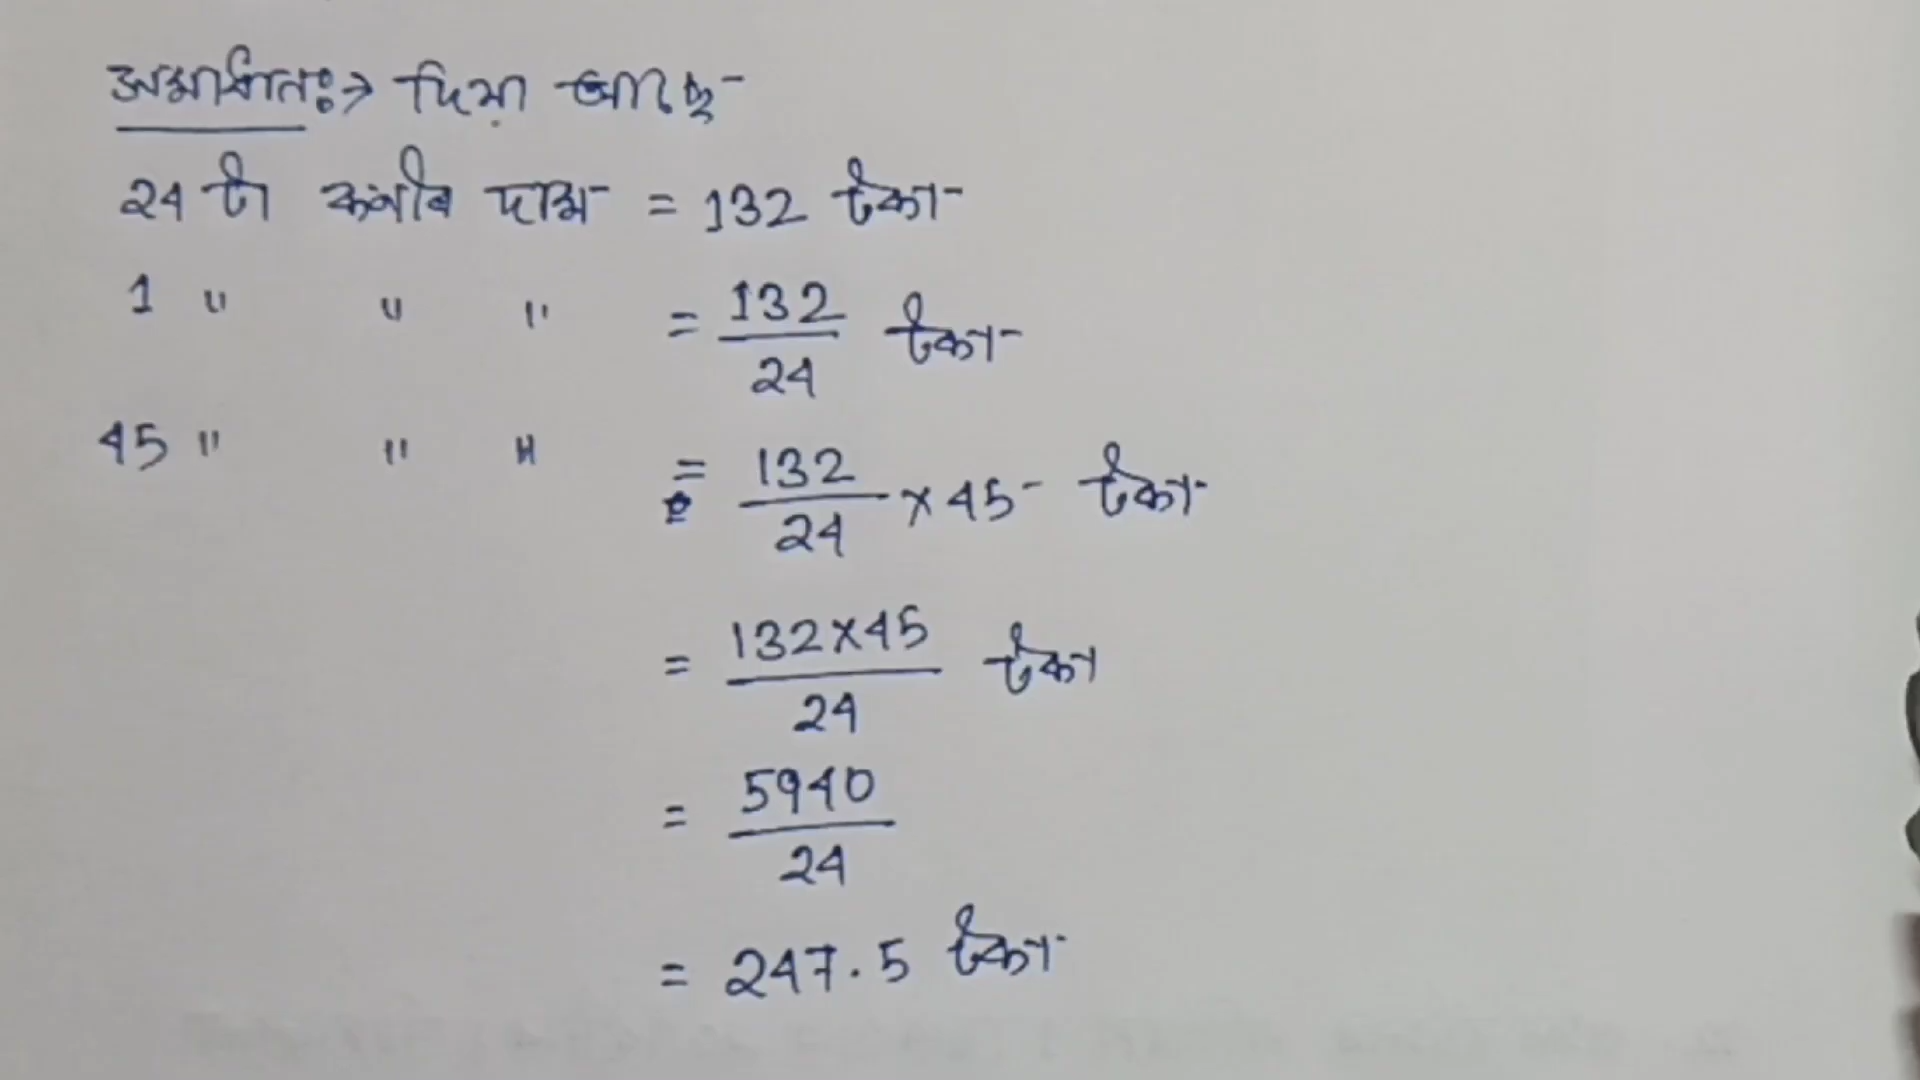 সমাধানঃ→ দিয়া আছে
24 টা কণীৰ দাম = 132 টকা
1 " " " = 132/24 টকা
45 " " " = 132/24 × 45 টকা
= 132×45/24 টকা
= 5940/24
= 247.5 টকা